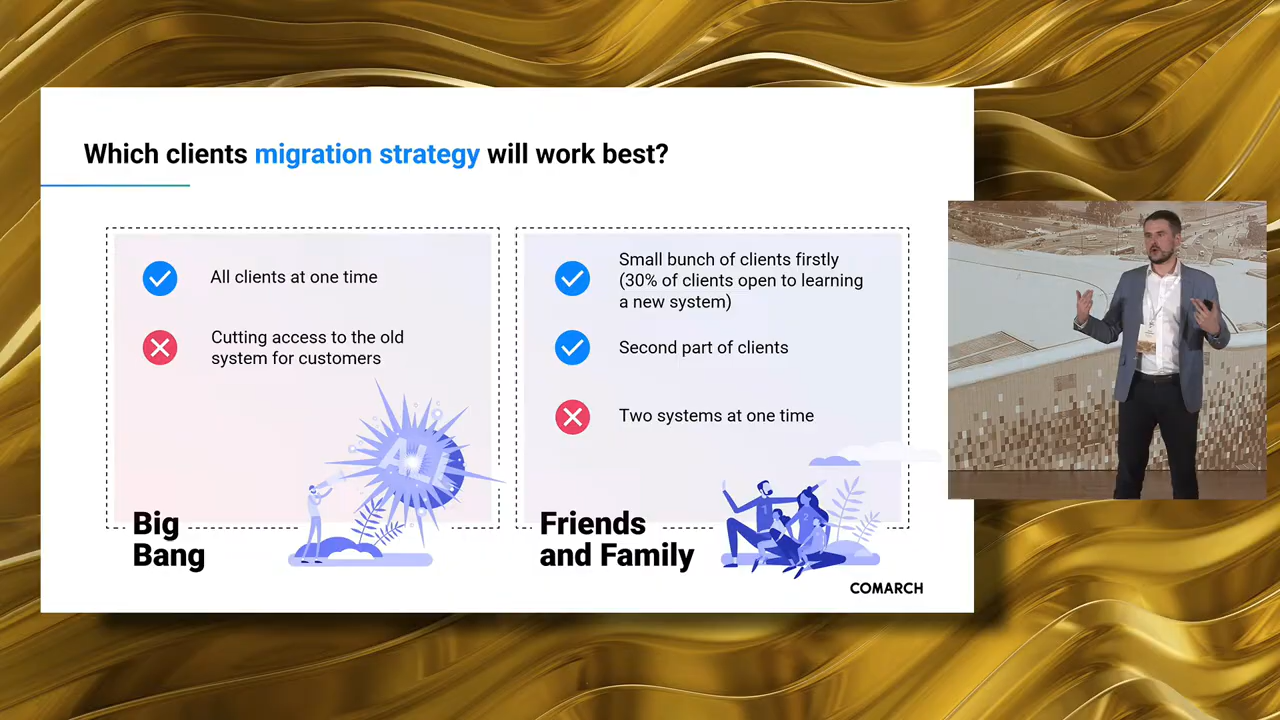 Which clients migration strategy will work best?
All clients at one time
Cutting access to the old
system for customers
ALL
Big
Bang
Small bunch of clients firstly
(30% of clients open to learning
a new system)
Second part of clients
Two systems at one time
1
2
Friends
and Family
COMARCH